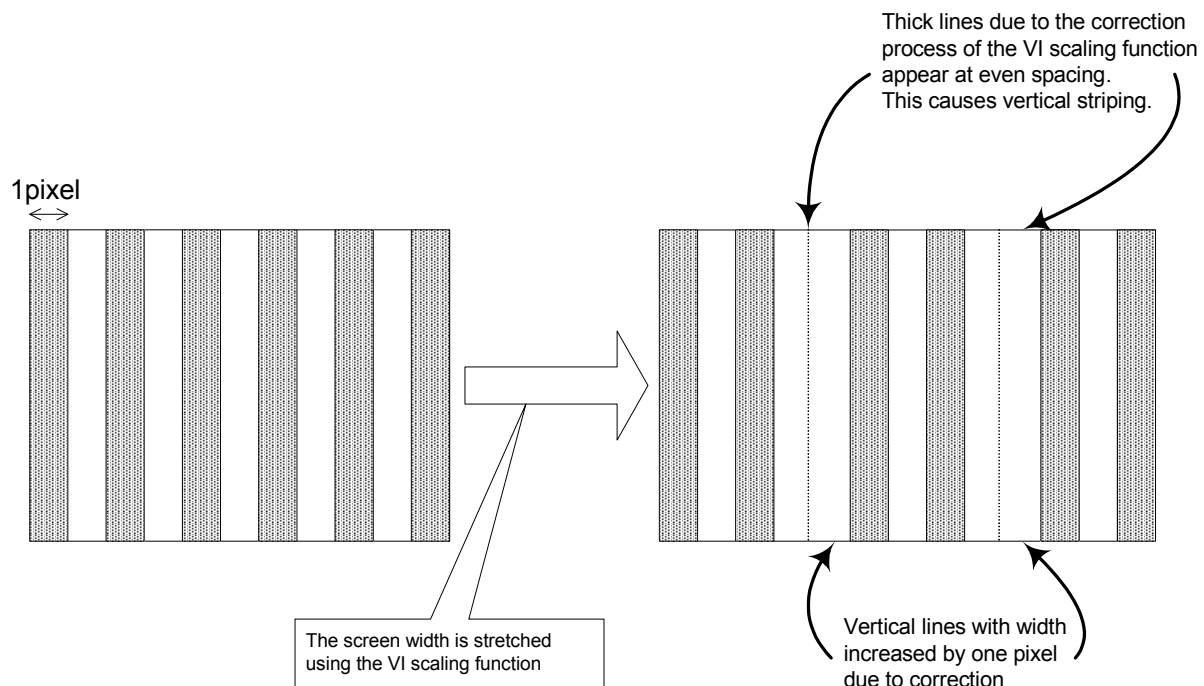 Thick lines due to the correction
process of the VI scaling function
appear at even spacing.
This causes vertical striping.
1pixel
The screen width is stretched
using the VI scaling function
Vertical lines with width
increased by one pixel
due to correction